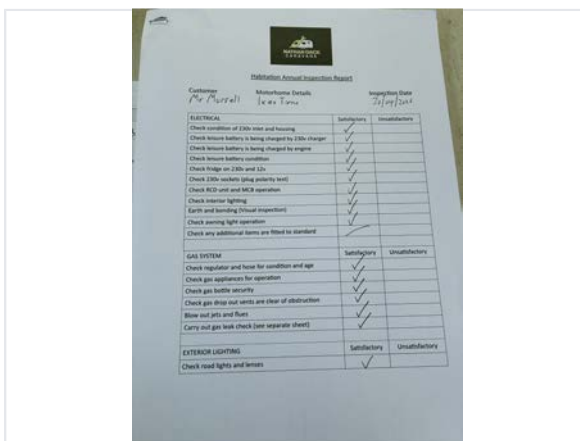 CARAVANS
Habitation Annual Inspection Report
Customer Motorhome Details Inspection Date
Mr
ELECTRICAL Satisfactory Unsatisfactory
Check condition of 230v inlet and housing
Check leisure battery is being charged by 230v charger
Check leisure battery is being charged by engine
Check leisure battery condition
Check fridge on 230v and 12v
Check 230v sockets (plug polarity test)
Check RCD unit and MCB operation
Check interior lighting
Earth and bonding (Visual inspection)
Check awning light operation
Check any additional items are fitted to standard
GAS SYSTEM Satisfactory Unsatisfactory
Check regulator and hose for condition and age
Check gas appliances for operation
Check gas bottle security
Check gas drop out vents are clear of obstruction
Blow out jets and flues
Carry out gas leak check (see separate sheet)
EXTERIOR LIGHTING Satisfactory Unsatisfactory
Check road lights and lenses